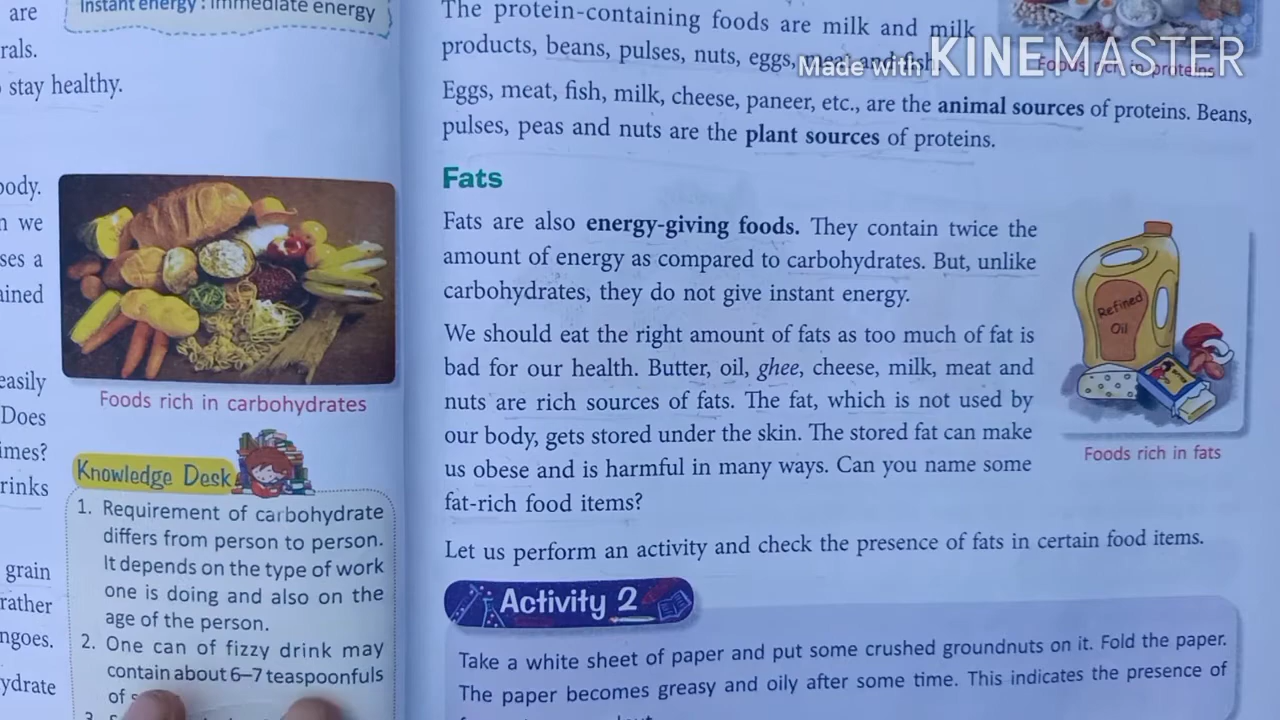 are
rals.
stay healthy.
body.
n we
ses a
ained
easily
Does
imes?
rinks
grain
rather
ngoes.
ydrate
Instant energy : Immediate energy
Foods rich in carbohydrates
Knowledge Desk
1. Requirement of carbohydrate
differs from person to person.
It depends on the type of work
one is doing and also on the
age of the person.
2. One can of fizzy drink may
contain about 6–7 teaspoonfuls
of
The protein-containing foods are milk and milk
products, beans, pulses, nuts, eggs, meat and fish.
Foods rich in proteins
Made with KINEMASTER
Eggs, meat, fish, milk, cheese, paneer, etc., are the animal sources of proteins. Beans,
pulses, peas and nuts are the plant sources of proteins.
Fats
Fats are also energy-giving foods. They contain twice the
amount of energy as compared to carbohydrates. But, unlike
carbohydrates, they do not give instant energy.
We should eat the right amount of fats as too much of fat is
bad for our health. Butter, oil, ghee, cheese, milk, meat and
nuts are rich sources of fats. The fat, which is not used by
our body, gets stored under the skin. The stored fat can make
us obese and is harmful in many ways. Can you name some
fat-rich food items?
Refined
Oil
Foods rich in fats
Let us perform an activity and check the presence of fats in certain food items.
Activity 2
Take a white sheet of paper and put some crushed groundnuts on it. Fold the paper.
The paper becomes greasy and oily after some time. This indicates the presence of